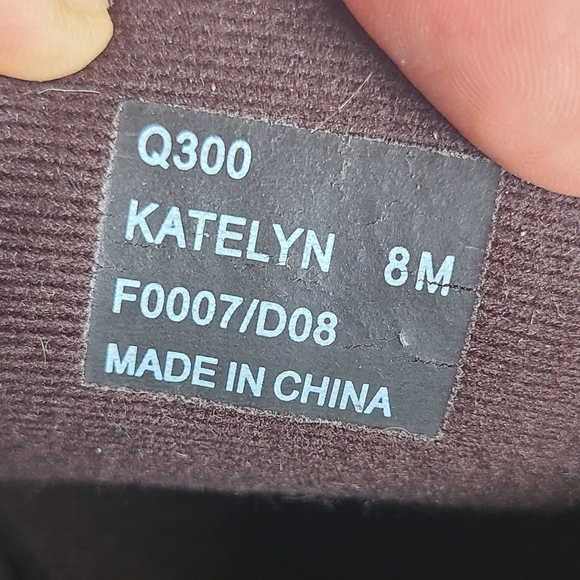 Q300
KATELYN 8M
F0007/D08
MADE IN CHINA